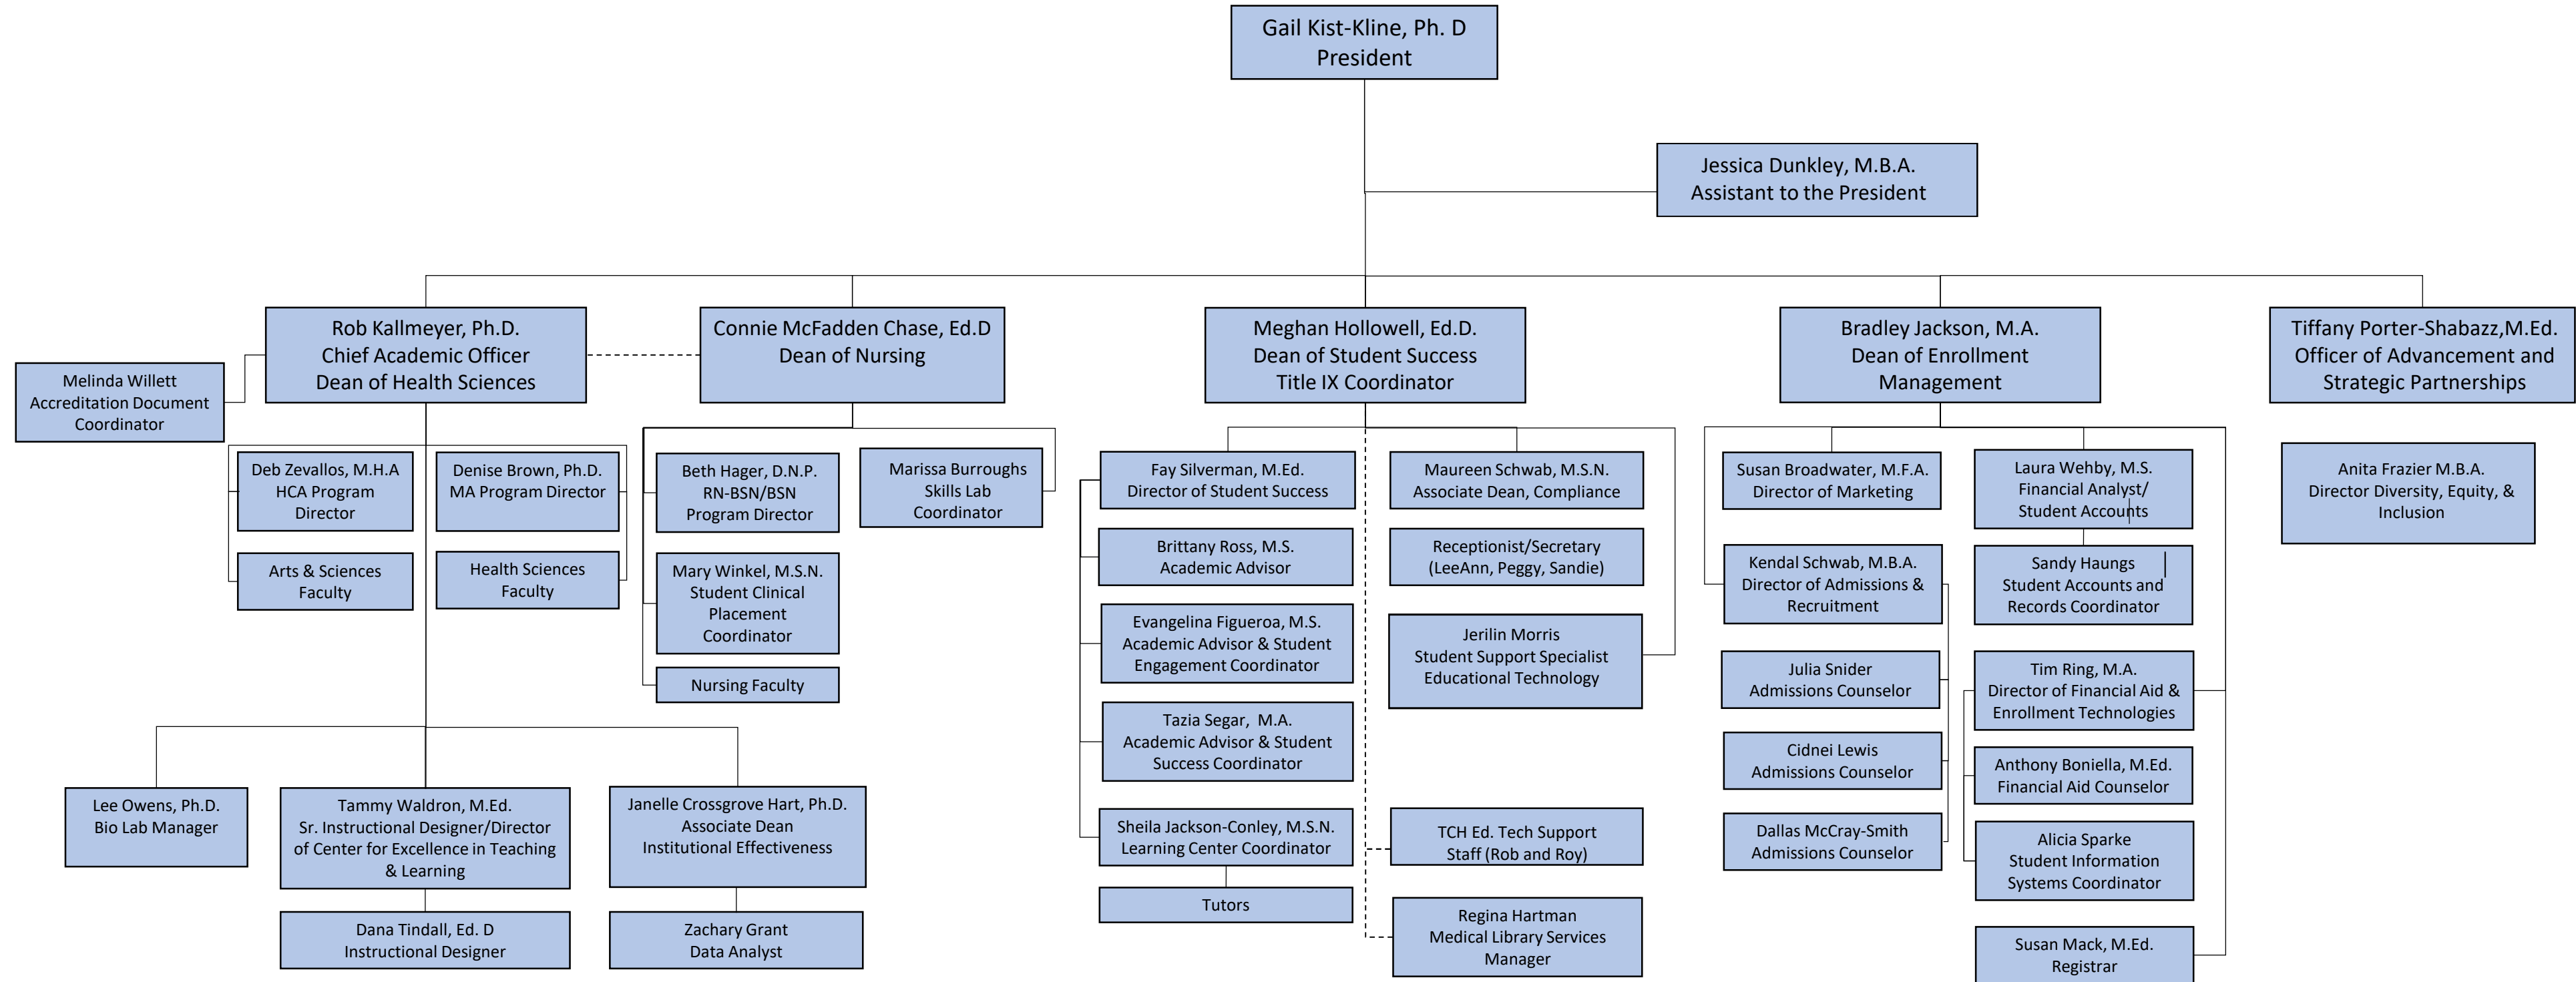 Gail Kist-Kline, Ph. D
President
Jessica Dunkley, M.B.A.
Assistant to the President
Rob Kallmeyer, Ph.D.
Chief Academic Officer
Dean of Health Sciences
Connie McFadden Chase, Ed.D
Dean of Nursing
Meghan Hollowell, Ed.D.
Dean of Student Success
Title IX Coordinator
Bradley Jackson, M.A.
Dean of Enrollment
Management
Tiffany Porter-Shabazz,M.Ed.
Officer of Advancement and
Strategic Partnerships
Melinda Willett
Accreditation Document
Coordinator
Deb Zevallos, M.H.A
HCA Program
Director
Denise Brown, Ph.D.
MA Program Director
Arts & Sciences
Faculty
Health Sciences
Faculty
Lee Owens, Ph.D.
Bio Lab Manager
Tammy Waldron, M.Ed.
Sr. Instructional Designer/Director
of Center for Excellence in Teaching
& Learning
Janelle Crossgrove Hart, Ph.D.
Associate Dean
Institutional Effectiveness
Dana Tindall, Ed. D
Instructional Designer
Zachary Grant
Data Analyst
Beth Hager, D.N.P.
RN-BSN/BSN
Program Director
Marissa Burroughs
Skills Lab
Coordinator
Mary Winkel, M.S.N.
Student Clinical
Placement
Coordinator
Nursing Faculty
Fay Silverman, M.Ed.
Director of Student Success
Brittany Ross, M.S.
Academic Advisor
Evangelina Figueroa, M.S.
Academic Advisor & Student
Engagement Coordinator
Tazia Segar, M.A.
Academic Advisor & Student
Success Coordinator
Sheila Jackson-Conley, M.S.N.
Learning Center Coordinator
Tutors
Maureen Schwab, M.S.N.
Associate Dean, Compliance
Receptionist/Secretary
(LeeAnn, Peggy, Sandie)
Jerilin Morris
Student Support Specialist
Educational Technology
TCH Ed. Tech Support
Staff (Rob and Roy)
Regina Hartman
Medical Library Services
Manager
Susan Broadwater, M.F.A.
Director of Marketing
Kendal Schwab, M.B.A.
Director of Admissions &
Recruitment
Julia Snider
Admissions Counselor
Cidnei Lewis
Admissions Counselor
Dallas McCray-Smith
Admissions Counselor
Laura Wehby, M.S.
Financial Analyst/
Student Accounts
Sandy Haungs
Student Accounts and
Records Coordinator
Tim Ring, M.A.
Director of Financial Aid &
Enrollment Technologies
Anthony Boniella, M.Ed.
Financial Aid Counselor
Alicia Sparke
Student Information
Systems Coordinator
Susan Mack, M.Ed.
Registrar
Anita Frazier M.B.A.
Director Diversity, Equity, &
Inclusion